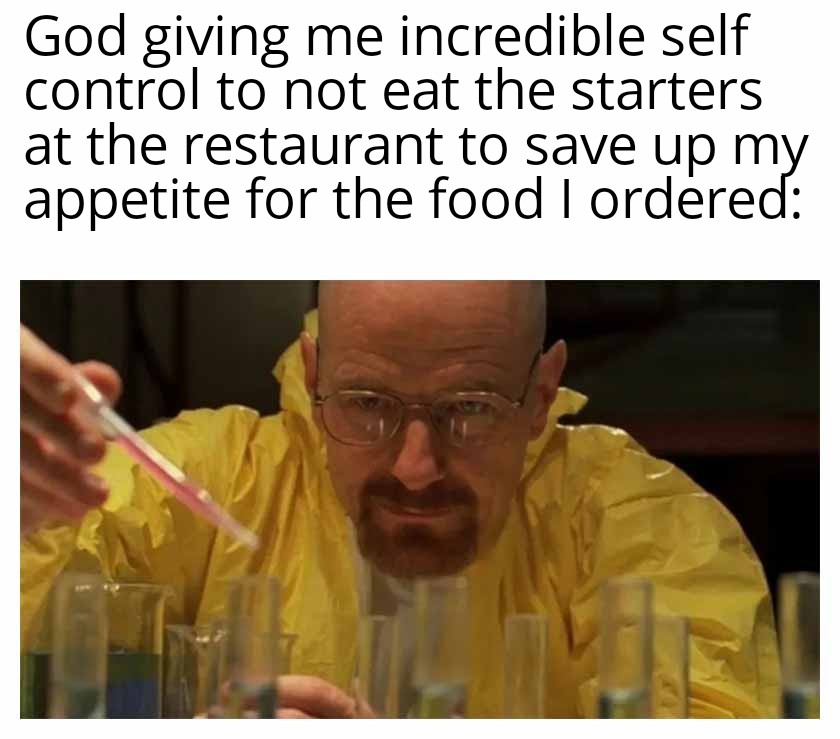 God giving me incredible self
control to not eat the starters
at the restaurant to save up my
appetite for the food I ordered: